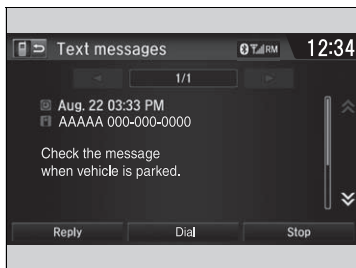 Text messages
RM
12:34
1/1
Aug. 22 03:33 PM
AAAAA 000-000-0000
Check the message
when vehicle is parked.
Reply Dial Stop